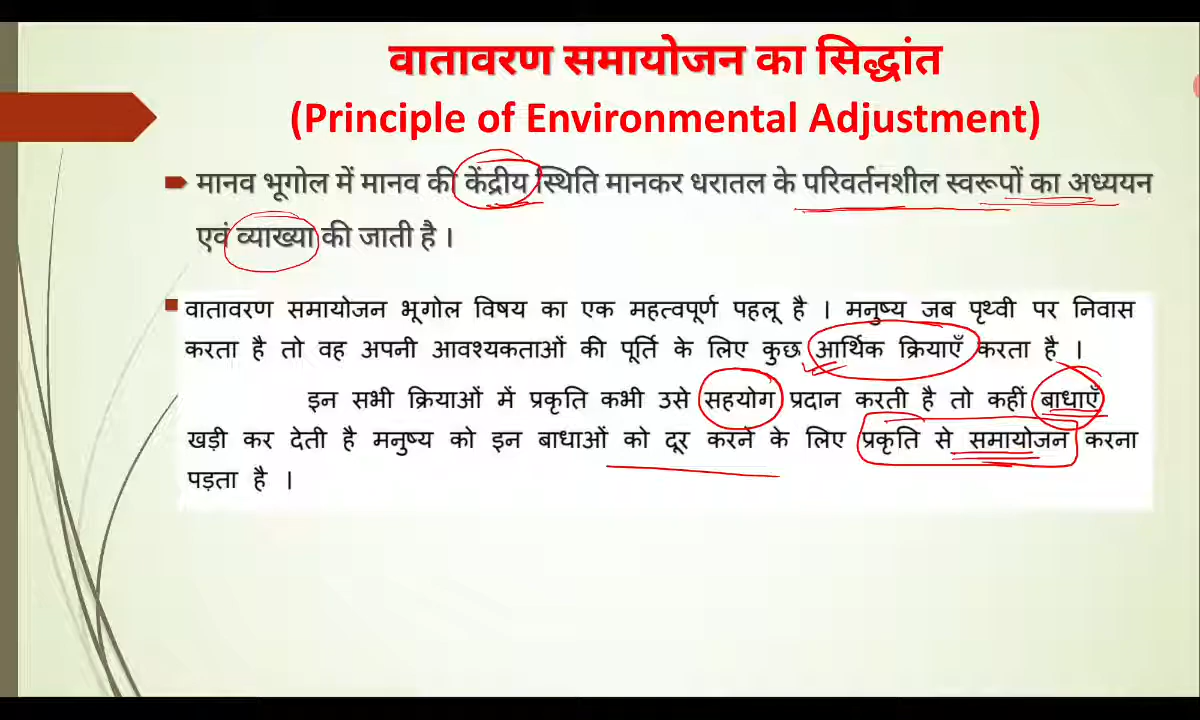 वातावरण समायोजन का सिद्धांत
(Principle of Environmental Adjustment)
मानव भूगोल में मानव की केंद्रीय स्थिति मानकर धरातल के परिवर्तनशील स्वरूपों का अध्ययन
एवं व्याख्या की जाती है ।
वातावरण समायोजन भूगोल विषय का एक महत्वपूर्ण पहलू है । मनुष्य जब पृथ्वी पर निवास
करता है तो वह अपनी आवश्यकताओं की पूर्ति के लिए कुछ आर्थिक क्रियाएँ करता है ।
इन सभी क्रियाओं में प्रकृति कभी उसे सहयोग प्रदान करती है तो कहीं बाधाएँ
खड़ी कर देती है मनुष्य को इन बाधाओं को दूर करने के लिए प्रकृति से समायोजन करना
पड़ता है ।